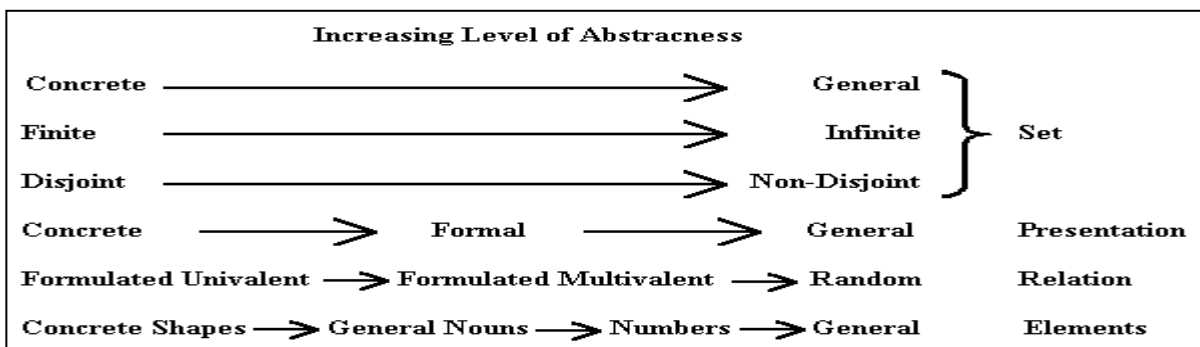 Increasing Level of Abstracness
Concrete General
Finite Infinite Set
Disjoint Non-Disjoint
Concrete Formal General Presentation
Formulated Univalent Formulated Multivalent Random Relation
Concrete Shapes General Nouns Numbers General Elements